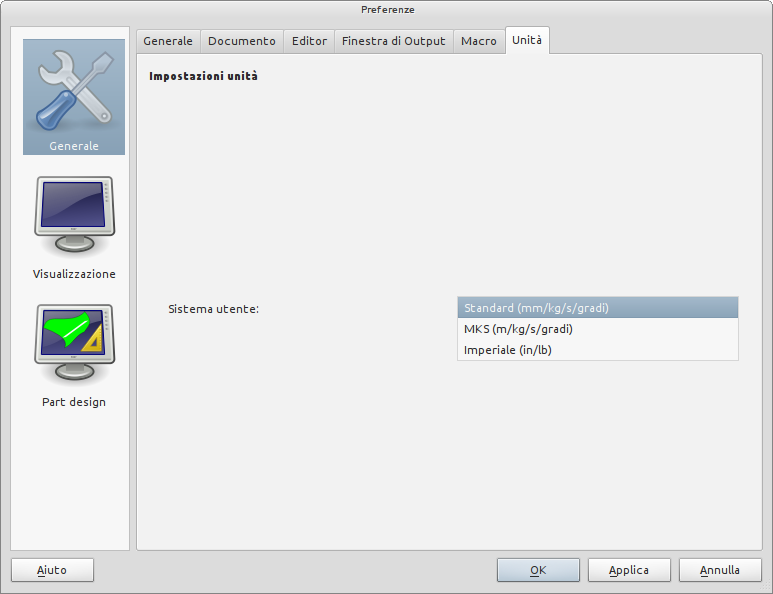 Preferenze
Generale Documento Editor Finestra di Output Macro Unità
Impostazioni unità
Generale
Visualizzazione
Sistema utente:
Standard (mm/kg/s/gradi)
MKS (m/kg/s/gradi)
Imperiale (in/lb)
Part design
Aiuto OK Applica Annulla